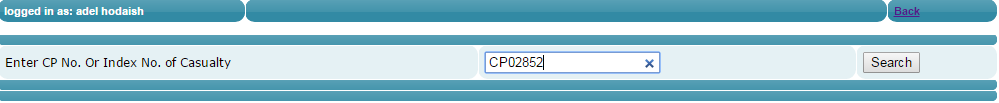 logged in as: adel hodaish Back
Enter CP No. Or Index No. of Casualty CP02852 Search